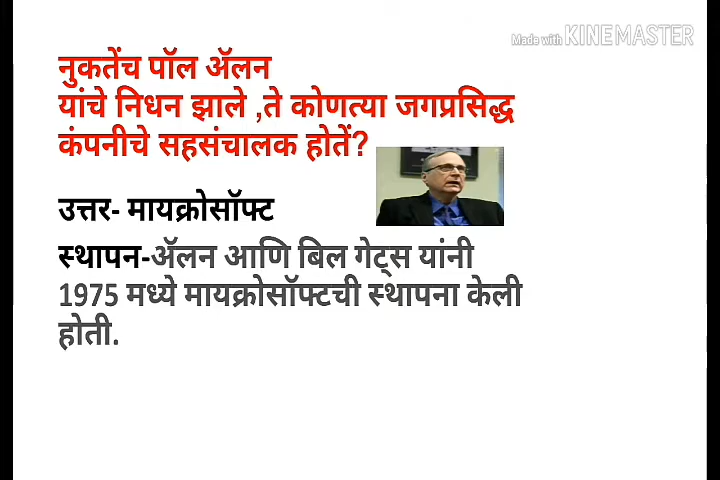 Made with KINEMASTER
नुकतेंच पॉल ॲलन
यांचे निधन झाले ,ते कोणत्या जगप्रसिद्ध
कंपनीचे सहसंचालक होतें?
उत्तर- मायक्रोसॉफ्ट
स्थापन-ॲलन आणि बिल गेट्स यांनी
1975 मध्ये मायक्रोसॉफ्टची स्थापना केली
होती.